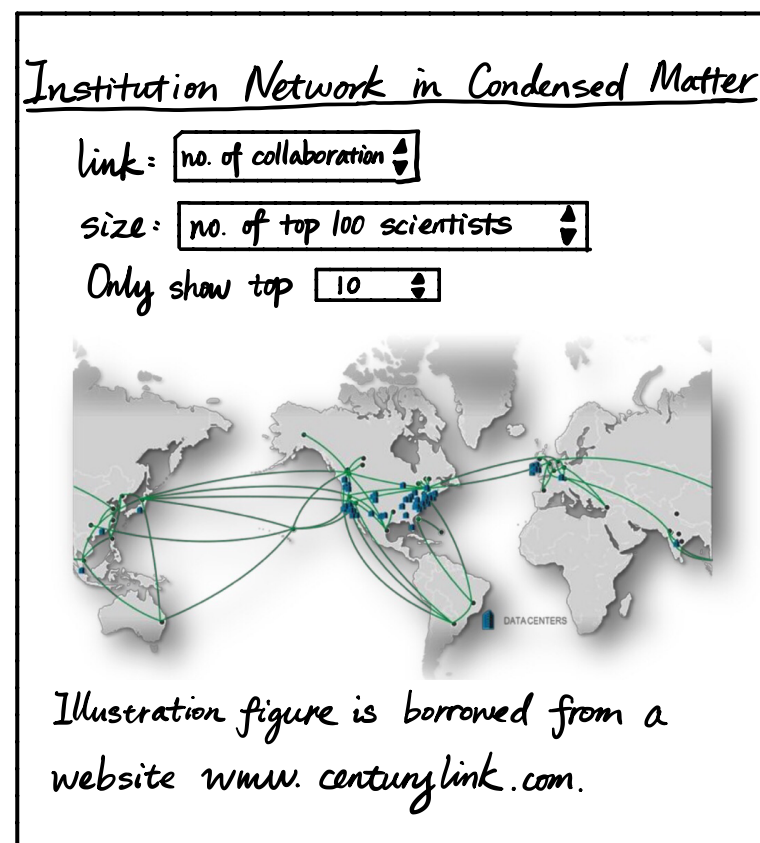 Institution Network in Condensed Matter
link: no. of collaboration
size: no. of top 100 scientists
Only show top 10
DATACENTERS
Illustration figure is borrowed from a
website www.centurylink.com.